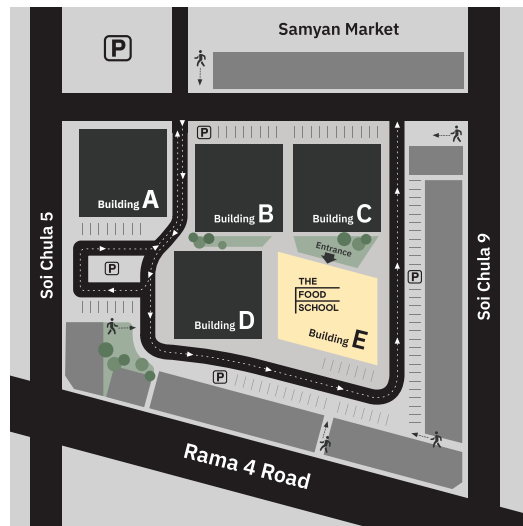 P
Samyan Market
P
Building A
Building B
Building C
Soi Chula 5
Entrance
P
P
Soi Chula 9
THE
FOOD
SCHOOL
Building D
Building E
P
Rama 4 Road